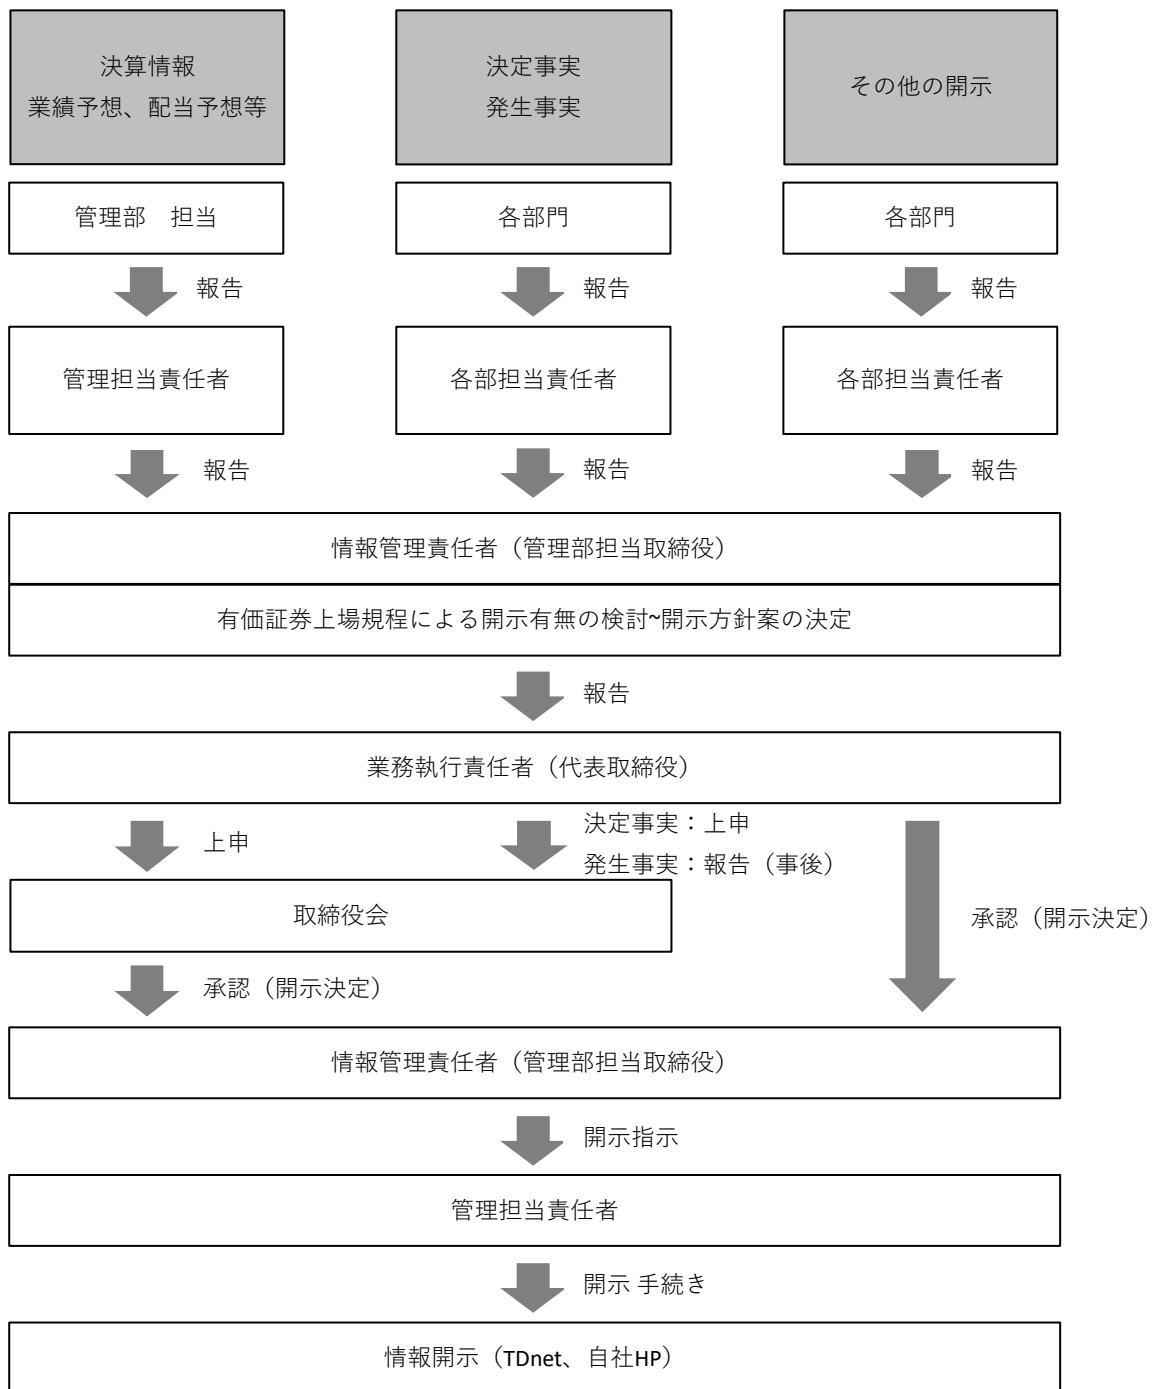 決算情報
業績予想、配当予想等
決定事実
発生事実
その他の開示
管理部　担当
各部門
各部門
報告
報告
報告
管理担当責任者
各部担当責任者
各部担当責任者
報告
報告
報告
情報管理責任者（管理部担当取締役）
有価証券上場規程による開示有無の検討~開示方針案の決定
報告
業務執行責任者（代表取締役）
上申
決定事実：上申
発生事実：報告（事後）
取締役会
承認（開示決定）
承認（開示決定）
情報管理責任者（管理部担当取締役）
開示指示
管理担当責任者
開示 手続き
情報開示（TDnet、自社HP）